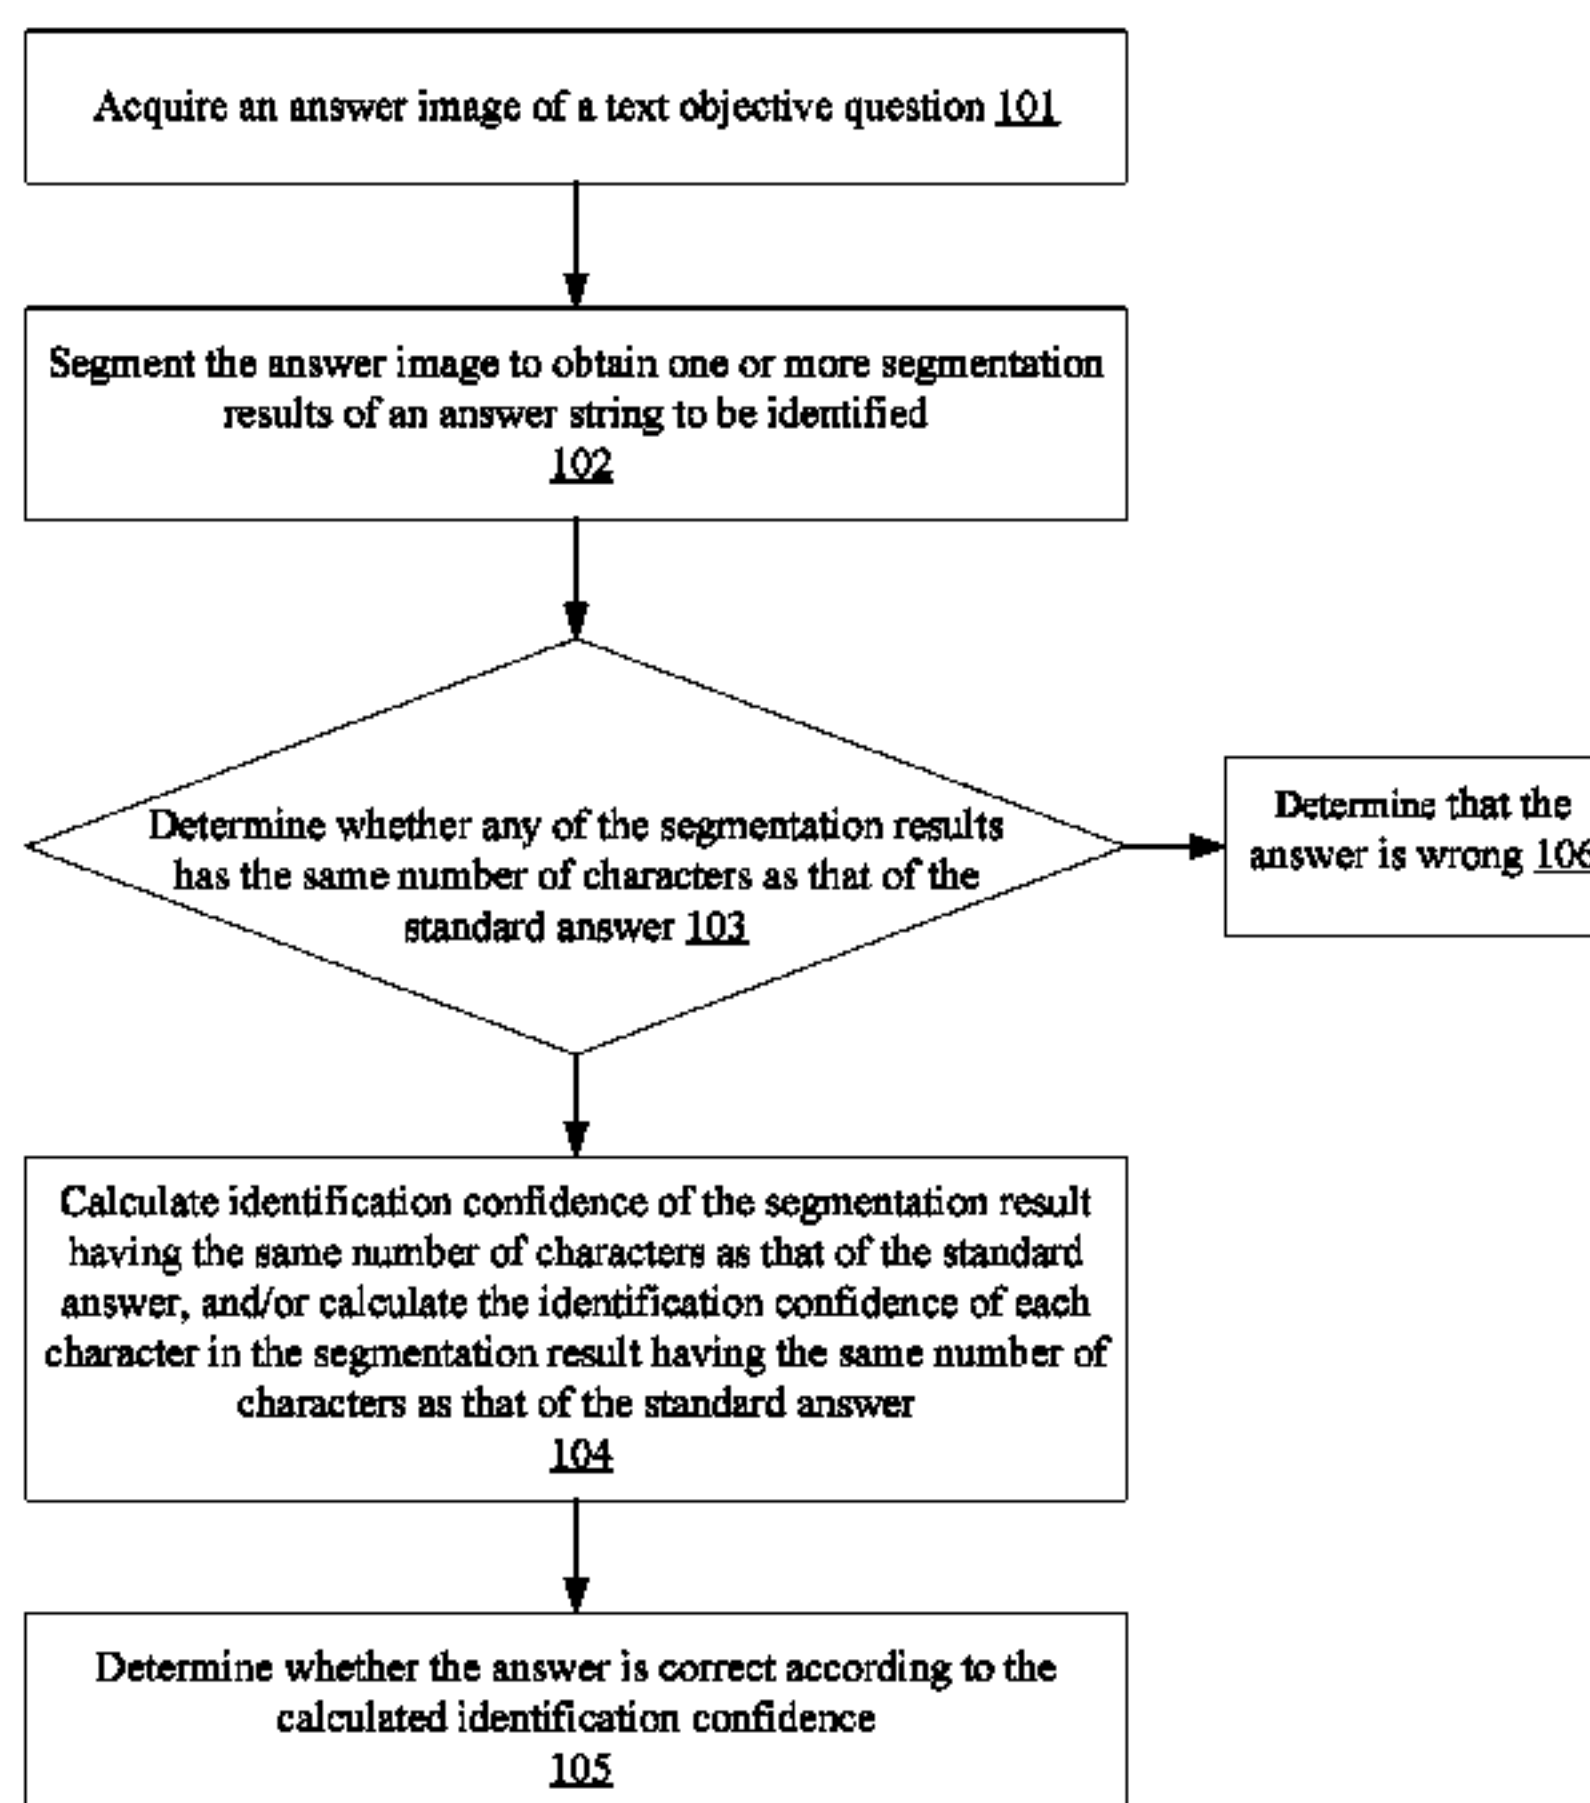 Acquire an answer image of a text objective question 101
Segment the answer image to obtain one or more segmentation
results of an answer string to be identified
102
Determine whether any of the segmentation results
has the same number of characters as that of the
standard answer 103
Determine that the
answer is wrong 106
Calculate identification confidence of the segmentation result
having the same number of characters as that of the standard
answer, and/or calculate the identification confidence of each
character in the segmentation result having the same number of
characters as that of the standard answer
104
Determine whether the answer is correct according to the
calculated identification confidence
105